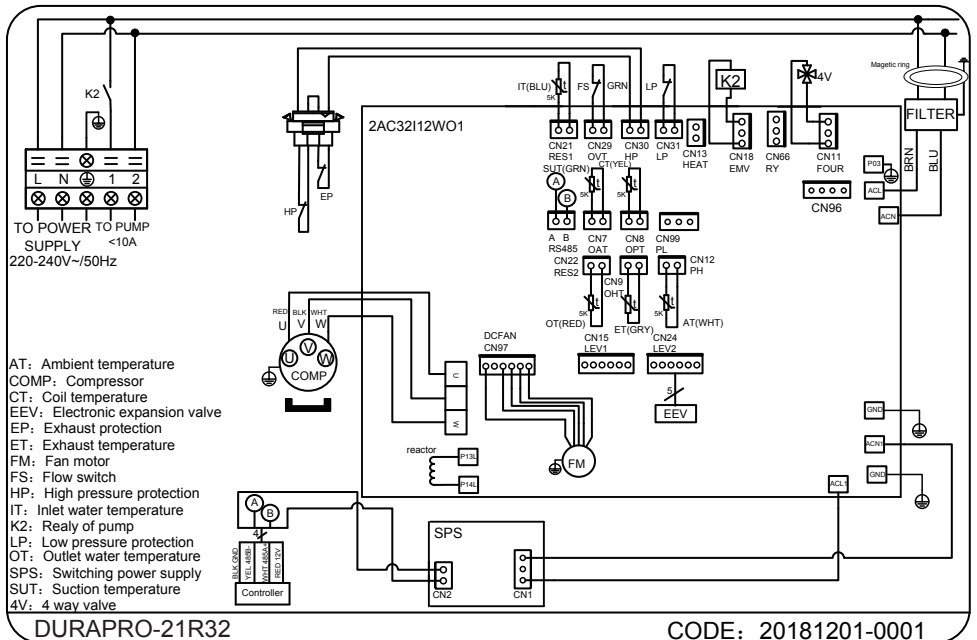 K2
L N 1 2
TO POWER
SUPPLY
220-240V~/50Hz
TO PUMP
<10A
HP
EP
2AC32I12WO1
IT(BLU)
5K
t
FS
GRN
LP
K2
4V
Magetic ring
FILTER
BRN
BLU
CN21
RES1
CN29
OVT
CN30
HP
CN31
LP
CN13
HEAT
CN18
EMV
CN66
RY
CN11
FOUR
P03
ACL
ACN
CN96
SUT(GRN)
A
B
CT(YEL)
5K
t
5K
t
A B
RS485
CN7
OAT
CN8
OPT
CN99
PL
CN22
RES2
CN9
OHT
CN12
PH
5K
t
t
5K
t
5K
OT(RED)
ET(GRY)
AT(WHT)
RED BLK WHT
U V W
U V W
COMP
U
W
DCFAN
CN97
CN15
LEV1
CN24
LEV2
5
EEV
FM
reactor
P13L
P14L
GND
ACN1
GND
ACL1
AT: Ambient temperature
COMP: Compressor
CT: Coil temperature
EEV: Electronic expansion valve
EP: Exhaust protection
ET: Exhaust temperature
FM: Fan motor
FS: Flow switch
HP: High pressure protection
IT: Inlet water temperature
K2: Realy of pump
LP: Low pressure protection
OT: Outlet water temperature
SPS: Switching power supply
SUT: Suction temperature
4V: 4 way valve
A
B
4
BLK GND
YEL 485B-
WHT 485A+
RED 12V
Controller
SPS
CN2
CN1
DURAPRO-21R32
CODE: 20181201-0001